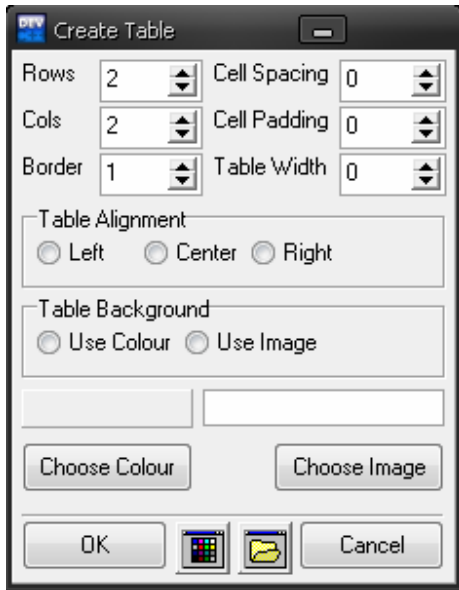 DEV Create Table
Rows 2 Cell Spacing 0
Cols 2 Cell Padding 0
Border 1 Table Width 0
Table Alignment
Left Center Right
Table Background
Use Colour Use Image
Choose Colour Choose Image
OK Cancel